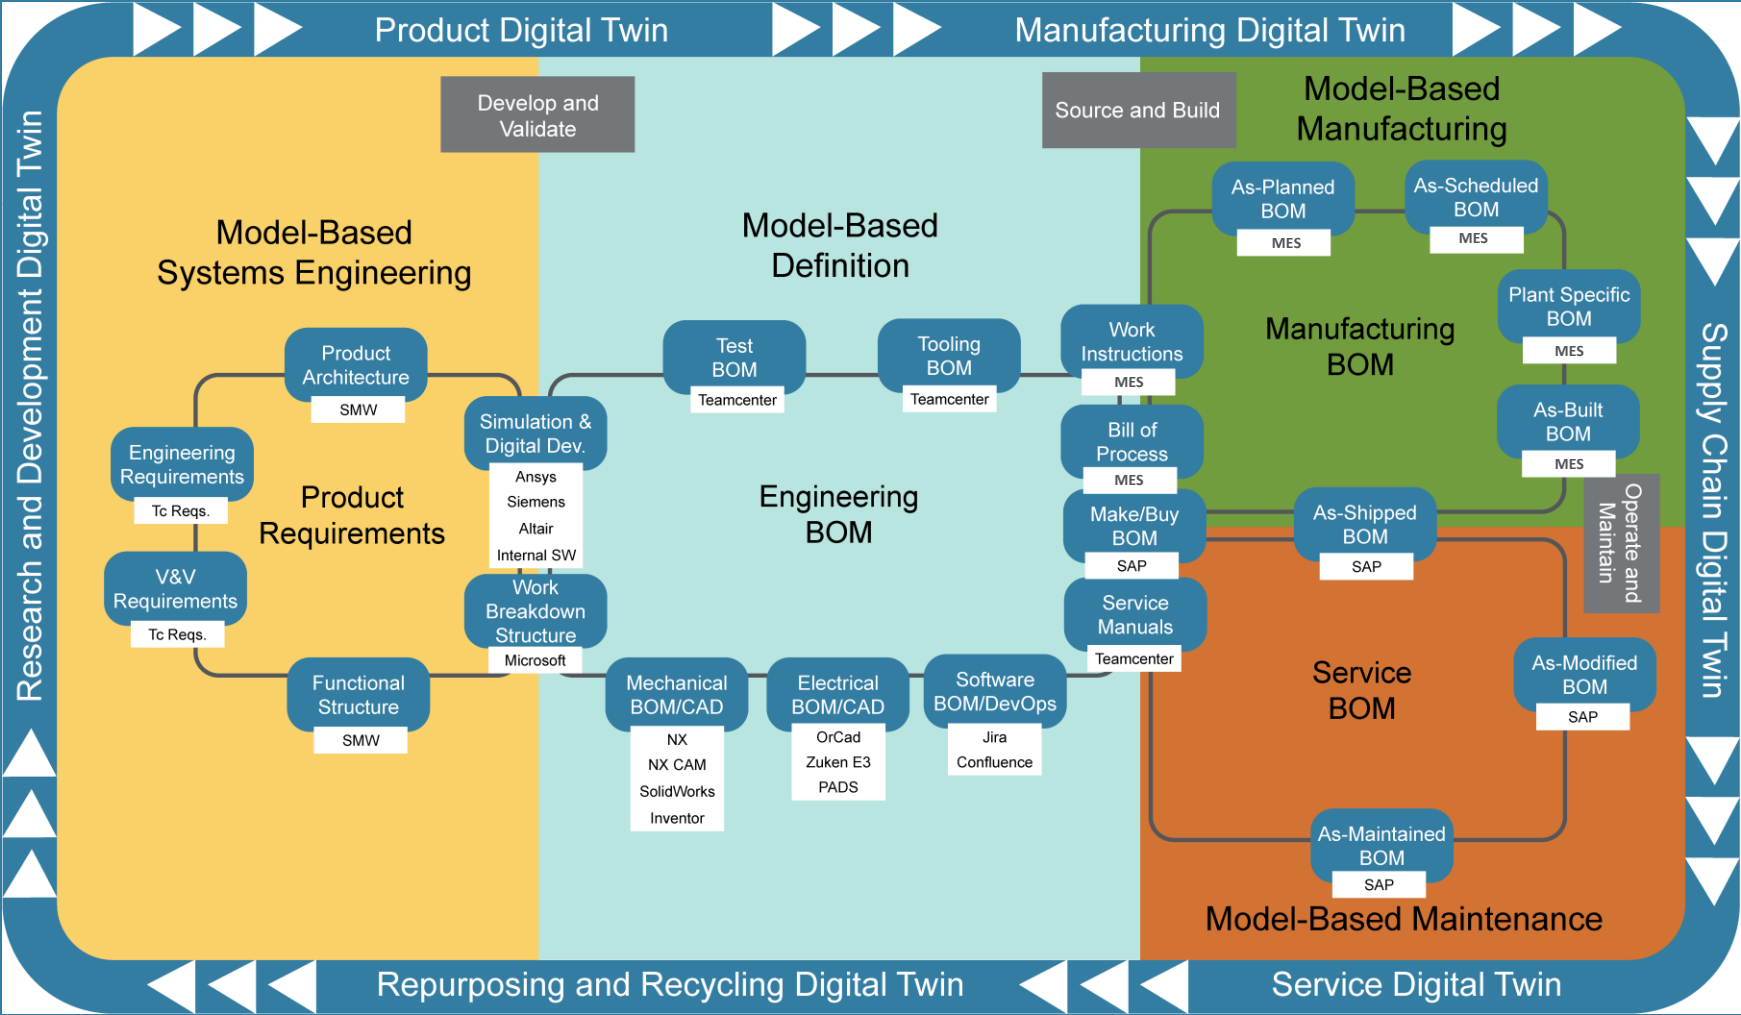 Product Digital Twin
Manufacturing Digital Twin
Research and Development Digital Twin
Supply Chain Digital Twin
Develop and
Validate
Source and Build
Operate and
Maintain
Model-Based
Systems Engineering
Product
Architecture
SMW
Engineering
Requirements
Tc Reqs.
Product
Requirements
V&V
Requirements
Tc Reqs.
Functional
Structure
SMW
Simulation &
Digital Dev.
Ansys
Siemens
Altair
Internal SW
Work
Breakdown
Structure
Microsoft
Model-Based
Definition
Test
BOM
Teamcenter
Tooling
BOM
Teamcenter
Engineering
BOM
Mechanical
BOM/CAD
NX
NX CAM
SolidWorks
Inventor
Electrical
BOM/CAD
OrCad
Zuken E3
PADS
Software
BOM/DevOps
Jira
Confluence
Work
Instructions
MES
Bill of
Process
MES
Make/Buy
BOM
SAP
Service
Manuals
Teamcenter
Model-Based
Manufacturing
As-Planned
BOM
MES
As-Scheduled
BOM
MES
Plant Specific
BOM
MES
Manufacturing
BOM
As-Built
BOM
MES
As-Shipped
BOM
SAP
Service
BOM
As-Modified
BOM
SAP
As-Maintained
BOM
SAP
Model-Based Maintenance
Repurposing and Recycling Digital Twin
Service Digital Twin